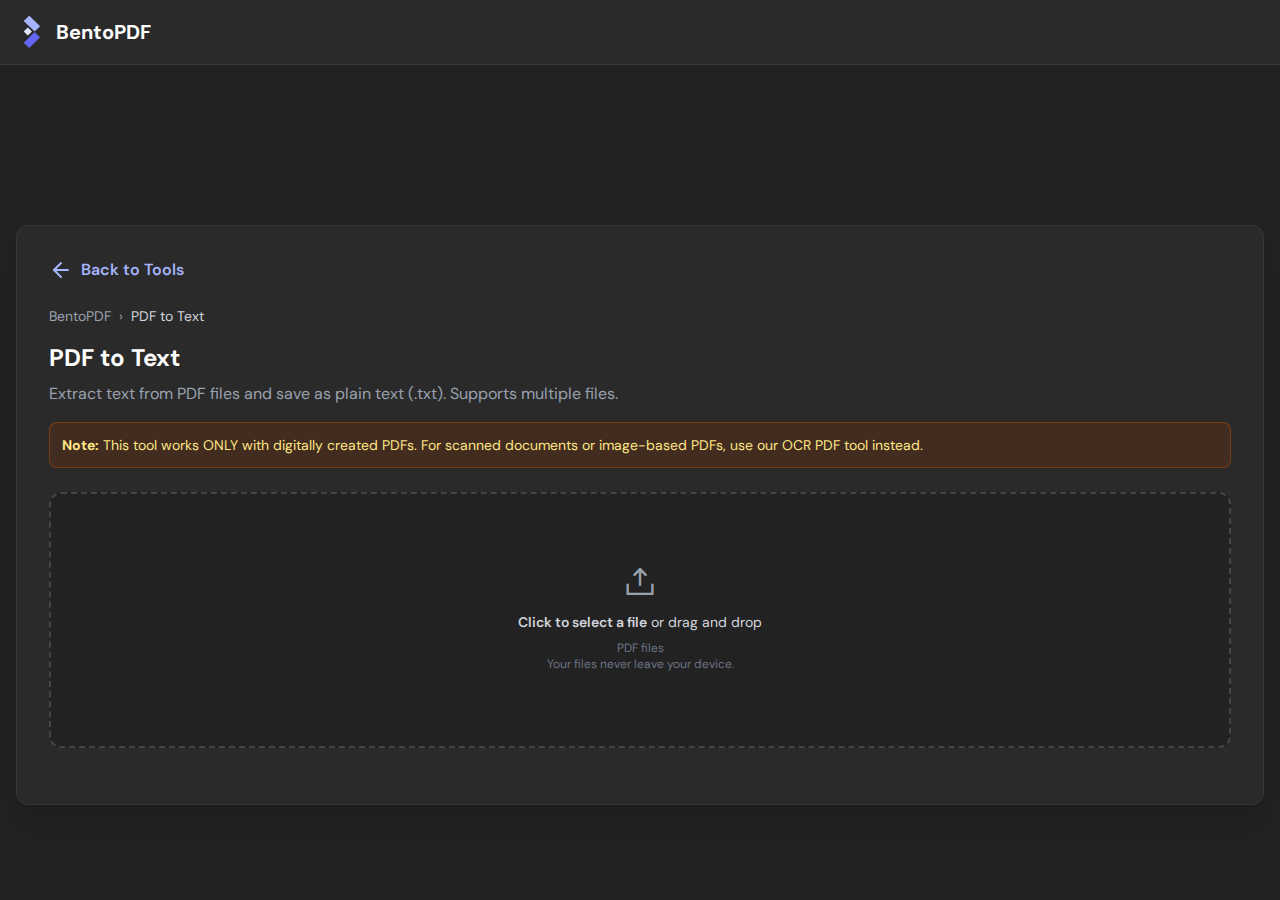 BentoPDF
Back to Tools
BentoPDF › PDF to Text
PDF to Text
Extract text from PDF files and save as plain text (.txt). Supports multiple files.
Note: This tool works ONLY with digitally created PDFs. For scanned documents or image-based PDFs, use our OCR PDF tool instead.
Click to select a file or drag and drop
PDF files
Your files never leave your device.